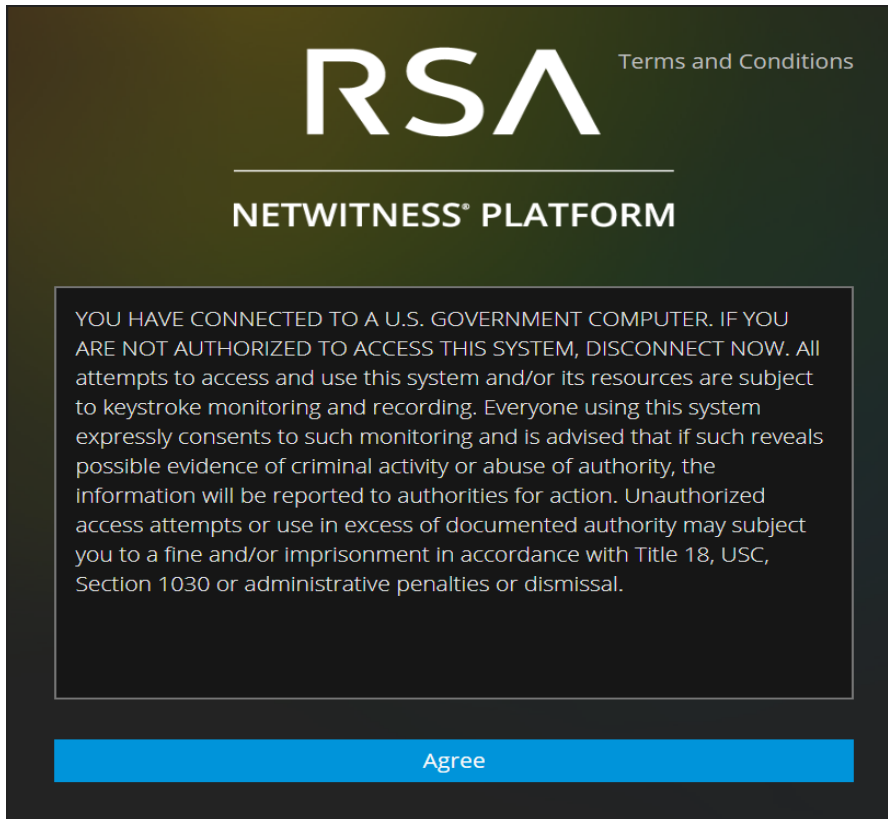 RSA
Terms and Conditions
NETWITNESS® PLATFORM
YOU HAVE CONNECTED TO A U.S. GOVERNMENT COMPUTER. IF YOU
ARE NOT AUTHORIZED TO ACCESS THIS SYSTEM, DISCONNECT NOW. All
attempts to access and use this system and/or its resources are subject
to keystroke monitoring and recording. Everyone using this system
expressly consents to such monitoring and is advised that if such reveals
possible evidence of criminal activity or abuse of authority, the
information will be reported to authorities for action. Unauthorized
access attempts or use in excess of documented authority may subject
you to a fine and/or imprisonment in accordance with Title 18, USC,
Section 1030 or administrative penalties or dismissal.
Agree